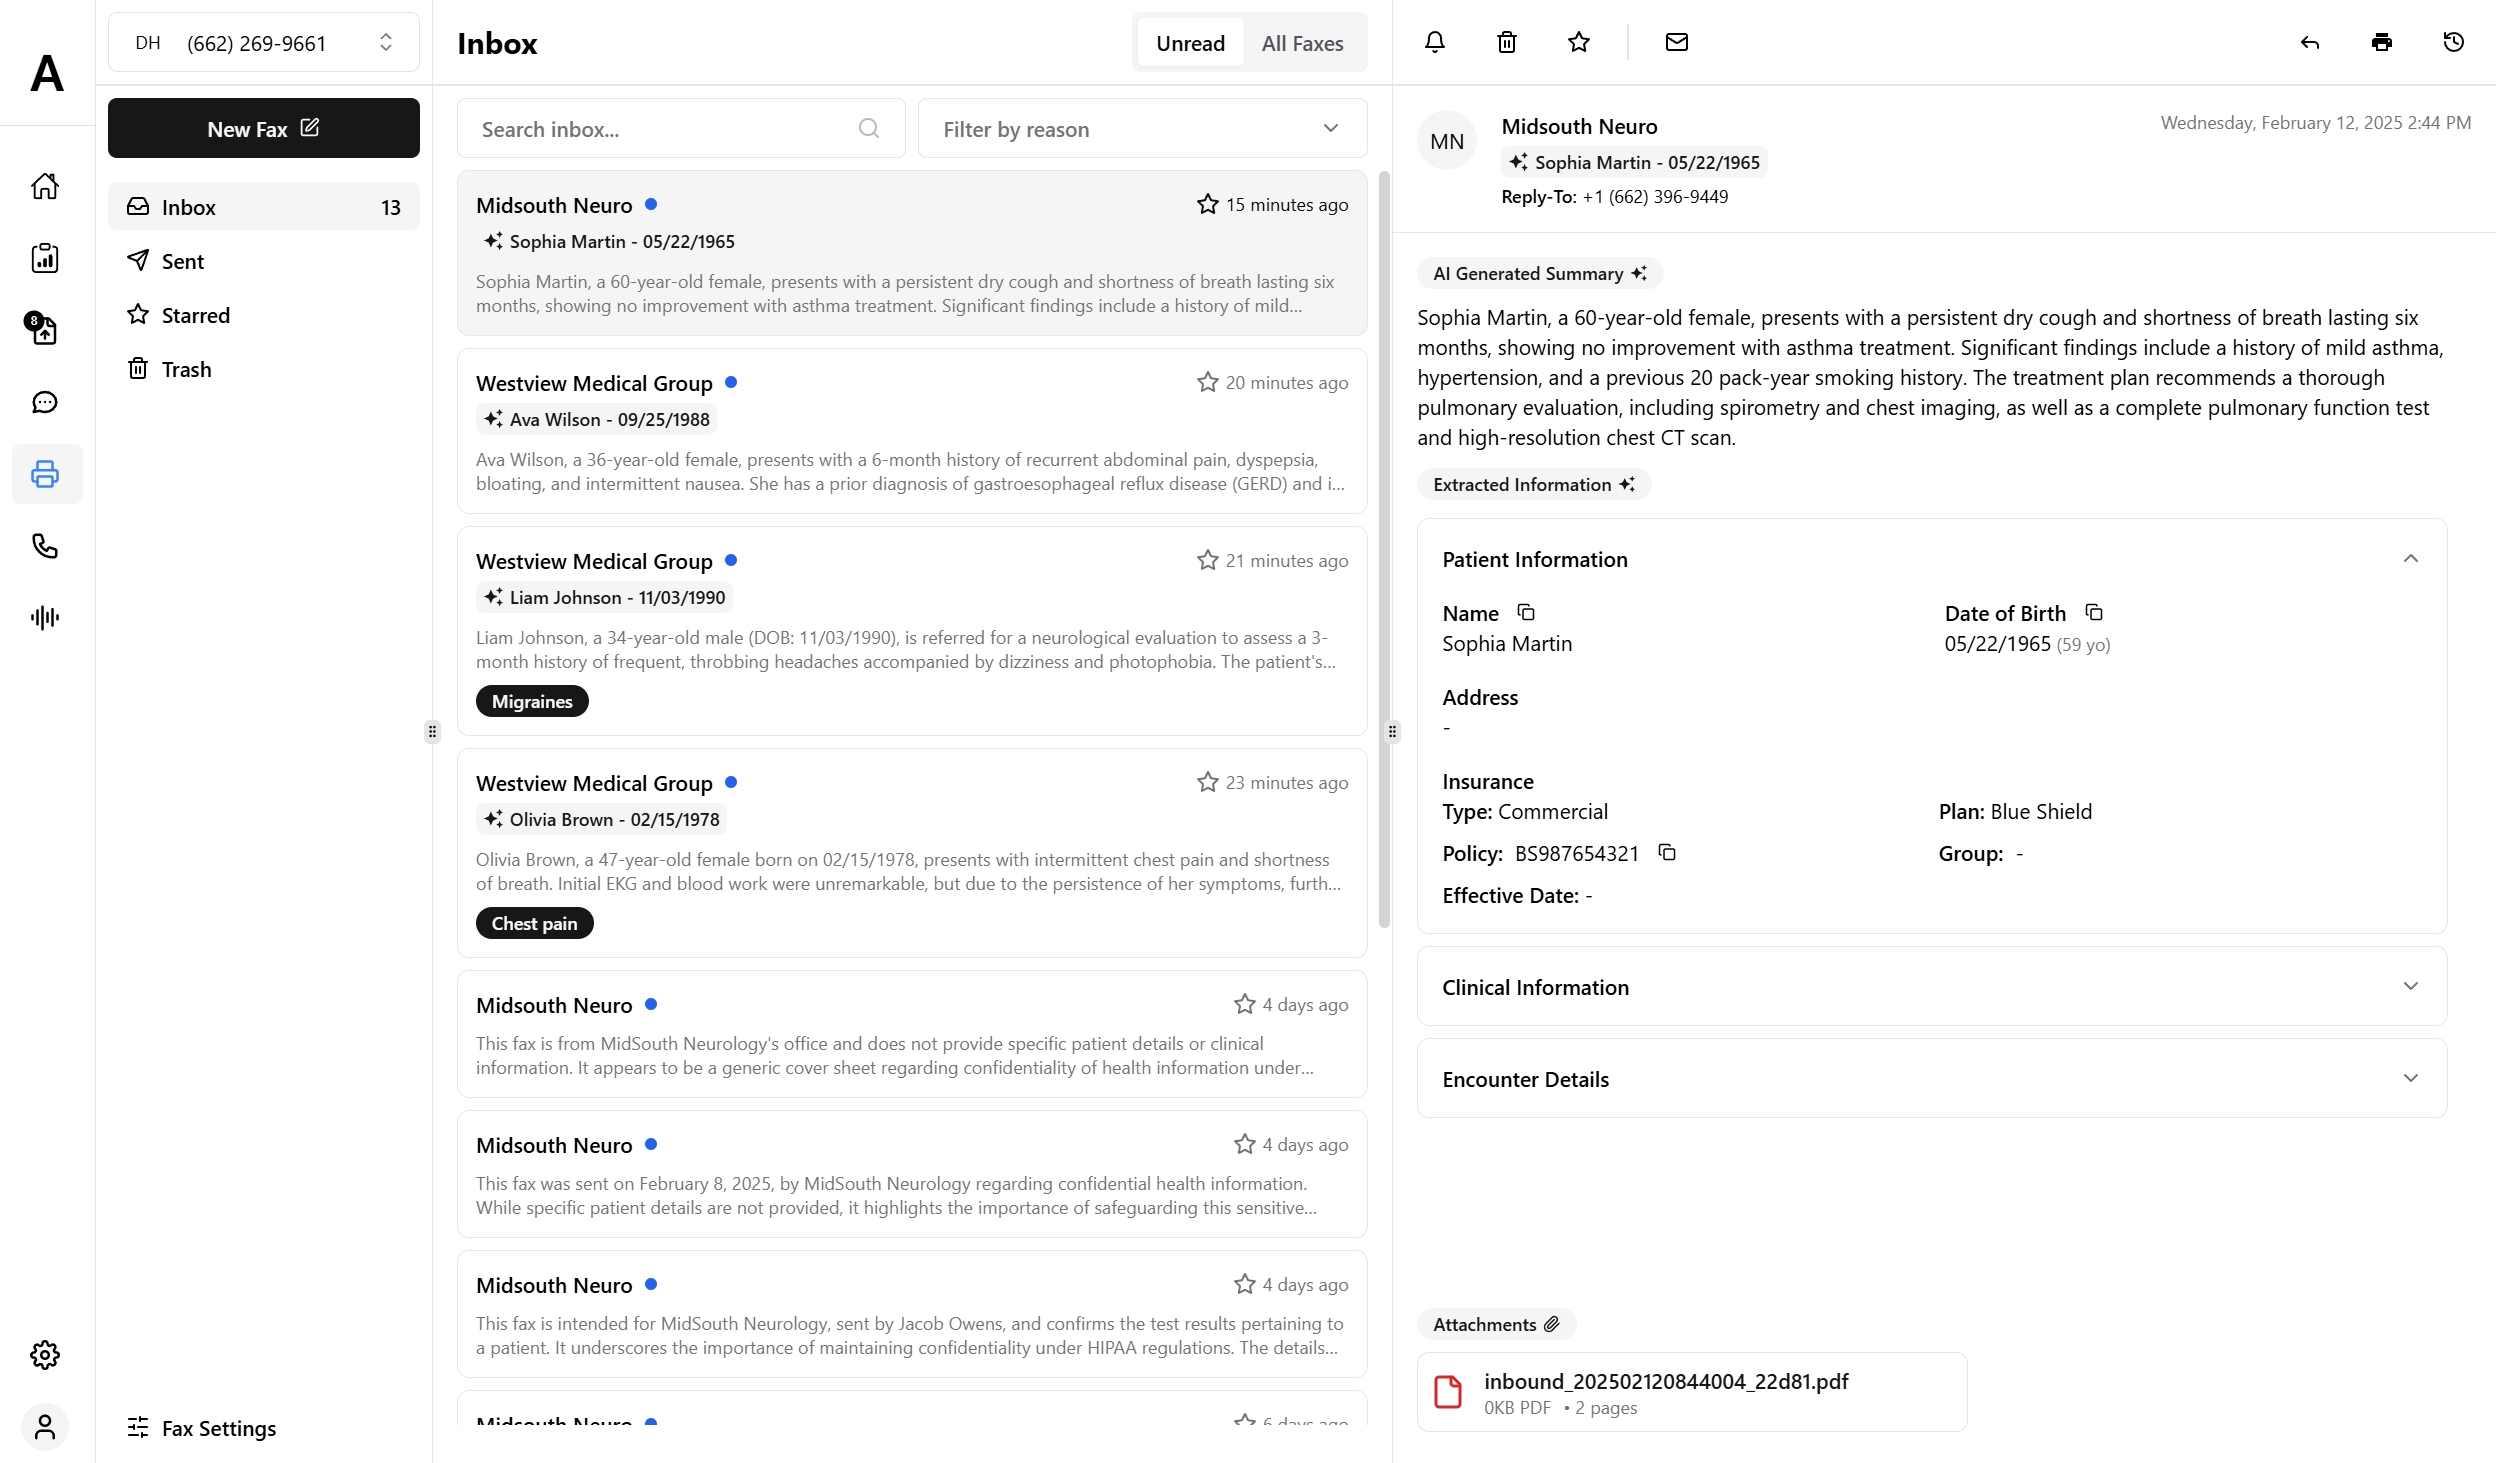 A
8
DH (662) 269-9661
New Fax
Inbox 13
Sent
Starred
Trash
Fax Settings
Inbox
Unread All Faxes
Search inbox...
Filter by reason
Midsouth Neuro 15 minutes ago
Sophia Martin - 05/22/1965
Sophia Martin, a 60-year-old female, presents with a persistent dry cough and shortness of breath lasting six
months, showing no improvement with asthma treatment. Significant findings include a history of mild...
Westview Medical Group 20 minutes ago
Ava Wilson - 09/25/1988
Ava Wilson, a 36-year-old female, presents with a 6-month history of recurrent abdominal pain, dyspepsia,
bloating, and intermittent nausea. She has a prior diagnosis of gastroesophageal reflux disease (GERD) and i...
Westview Medical Group 21 minutes ago
Liam Johnson - 11/03/1990
Liam Johnson, a 34-year-old male (DOB: 11/03/1990), is referred for a neurological evaluation to assess a 3-
month history of frequent, throbbing headaches accompanied by dizziness and photophobia. The patient's...
Migraines
Westview Medical Group 23 minutes ago
Olivia Brown - 02/15/1978
Olivia Brown, a 47-year-old female born on 02/15/1978, presents with intermittent chest pain and shortness
of breath. Initial EKG and blood work were unremarkable, but due to the persistence of her symptoms, furth...
Chest pain
Midsouth Neuro 4 days ago
This fax is from MidSouth Neurology's office and does not provide specific patient details or clinical
information. It appears to be a generic cover sheet regarding confidentiality of health information under...
Midsouth Neuro 4 days ago
This fax was sent on February 8, 2025, by MidSouth Neurology regarding confidential health information.
While specific patient details are not provided, it highlights the importance of safeguarding this sensitive...
Midsouth Neuro 4 days ago
This fax is intended for MidSouth Neurology, sent by Jacob Owens, and confirms the test results pertaining to
a patient. It underscores the importance of maintaining confidentiality under HIPAA regulations. The details...
Midsouth Neuro 6 days ago
MN
Midsouth Neuro
Wednesday, February 12, 2025 2:44 PM
Sophia Martin - 05/22/1965
Reply-To: +1 (662) 396-9449
AI Generated Summary
Sophia Martin, a 60-year-old female, presents with a persistent dry cough and shortness of breath lasting six
months, showing no improvement with asthma treatment. Significant findings include a history of mild asthma,
hypertension, and a previous 20 pack-year smoking history. The treatment plan recommends a thorough
pulmonary evaluation, including spirometry and chest imaging, as well as a complete pulmonary function test
and high-resolution chest CT scan.
Extracted Information
Patient Information
Name
Sophia Martin
Date of Birth
05/22/1965 (59 yo)
Address
-
Insurance
Type: Commercial
Plan: Blue Shield
Policy: BS987654321
Group: -
Effective Date: -
Clinical Information
Encounter Details
Attachments
inbound_202502120844004_22d81.pdf
0KB PDF • 2 pages